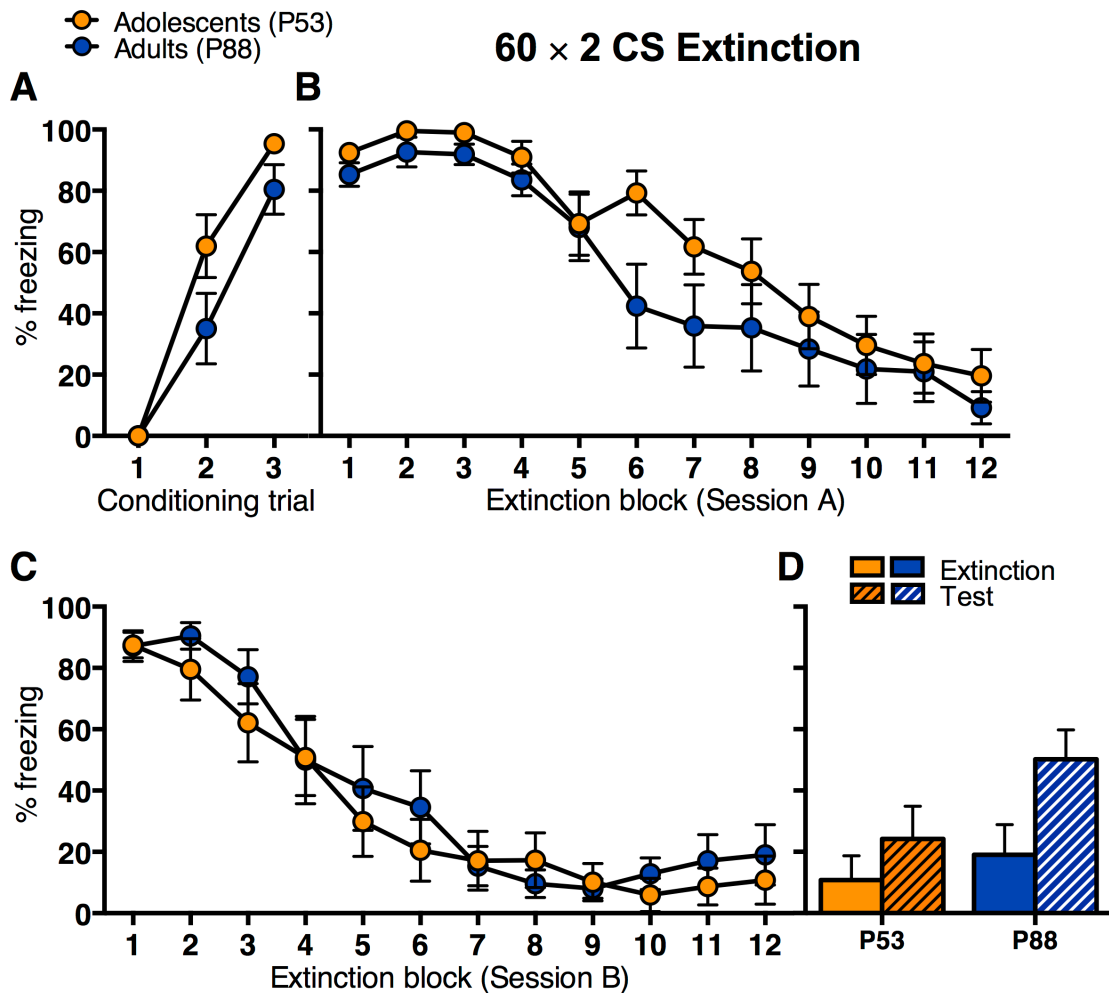 Adolescents (P53)
Adults (P88)
60 × 2 CS Extinction
A
B
% freezing
100
80
60
40
20
0
1 2 3
Conditioning trial
1 2 3 4 5 6 7 8 9 10 11 12
Extinction block (Session A)
C
% freezing
100
80
60
40
20
0
1 2 3 4 5 6 7 8 9 10 11 12
Extinction block (Session B)
D
Extinction
Test
P53 P88